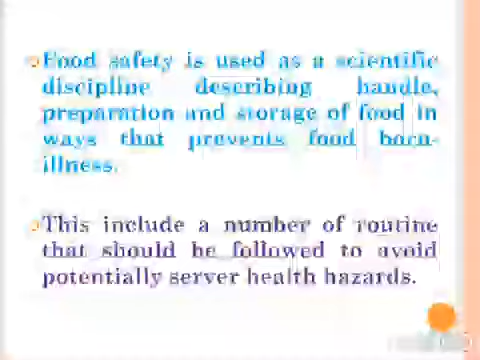 Food safety is used as a scientific
discipline describing handle,
preparation and storage of food in
ways that prevents food born-
illness.
This include a number of routine
that should be followed to avoid
potentially server health hazards.